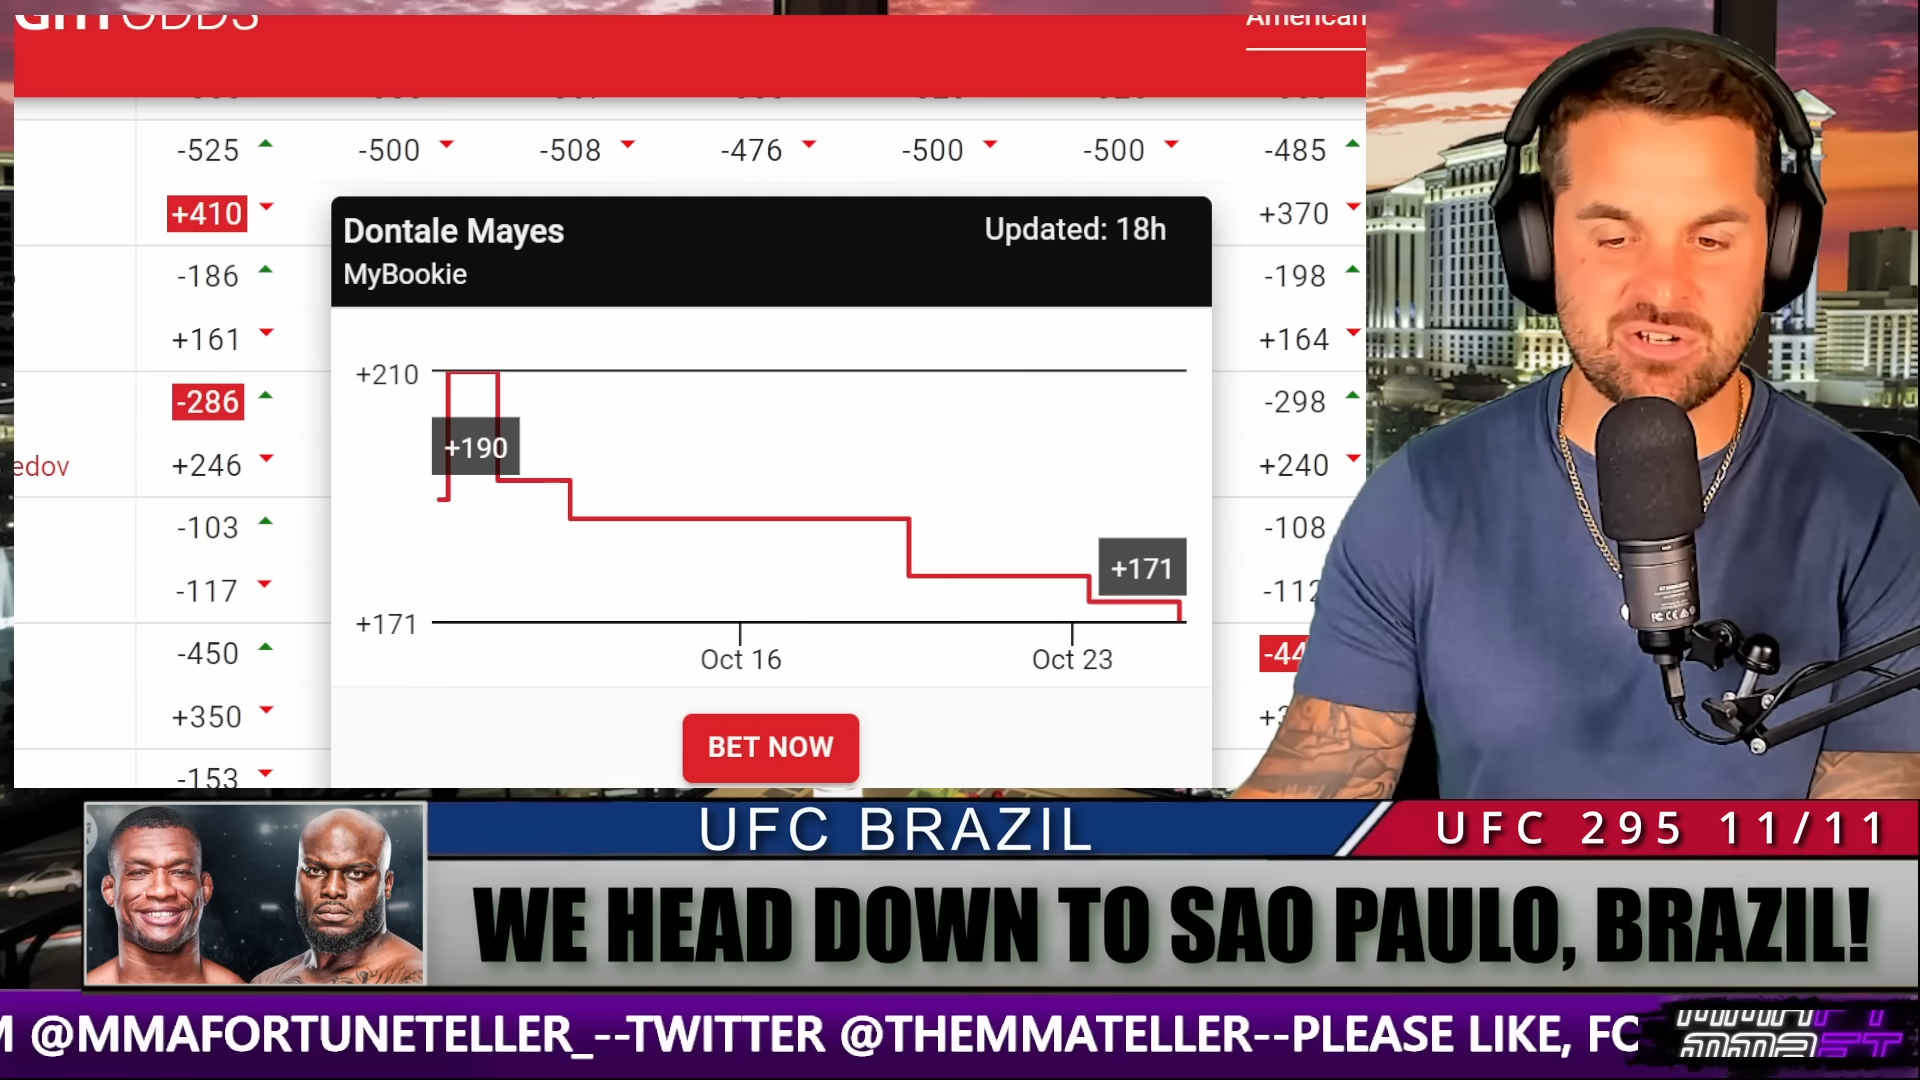 American
-525 -500 -508 -476 -500 -500 -485
+410 +370
Dontale Mayes
Updated: 18h
MyBookie
-186 -198
+161 +164
-286 -298
edov +246 +240
-103 -108
-117
-450
+350
-153
+210
+190
+171
+171
Oct 16 Oct 23
BET NOW
UFC BRAZIL
UFC 295 11/11
WE HEAD DOWN TO SAO PAULO, BRAZIL!
@MMAFORTUNETELLER_--TWITTER @THEMMATELLER--PLEASE LIKE, FO